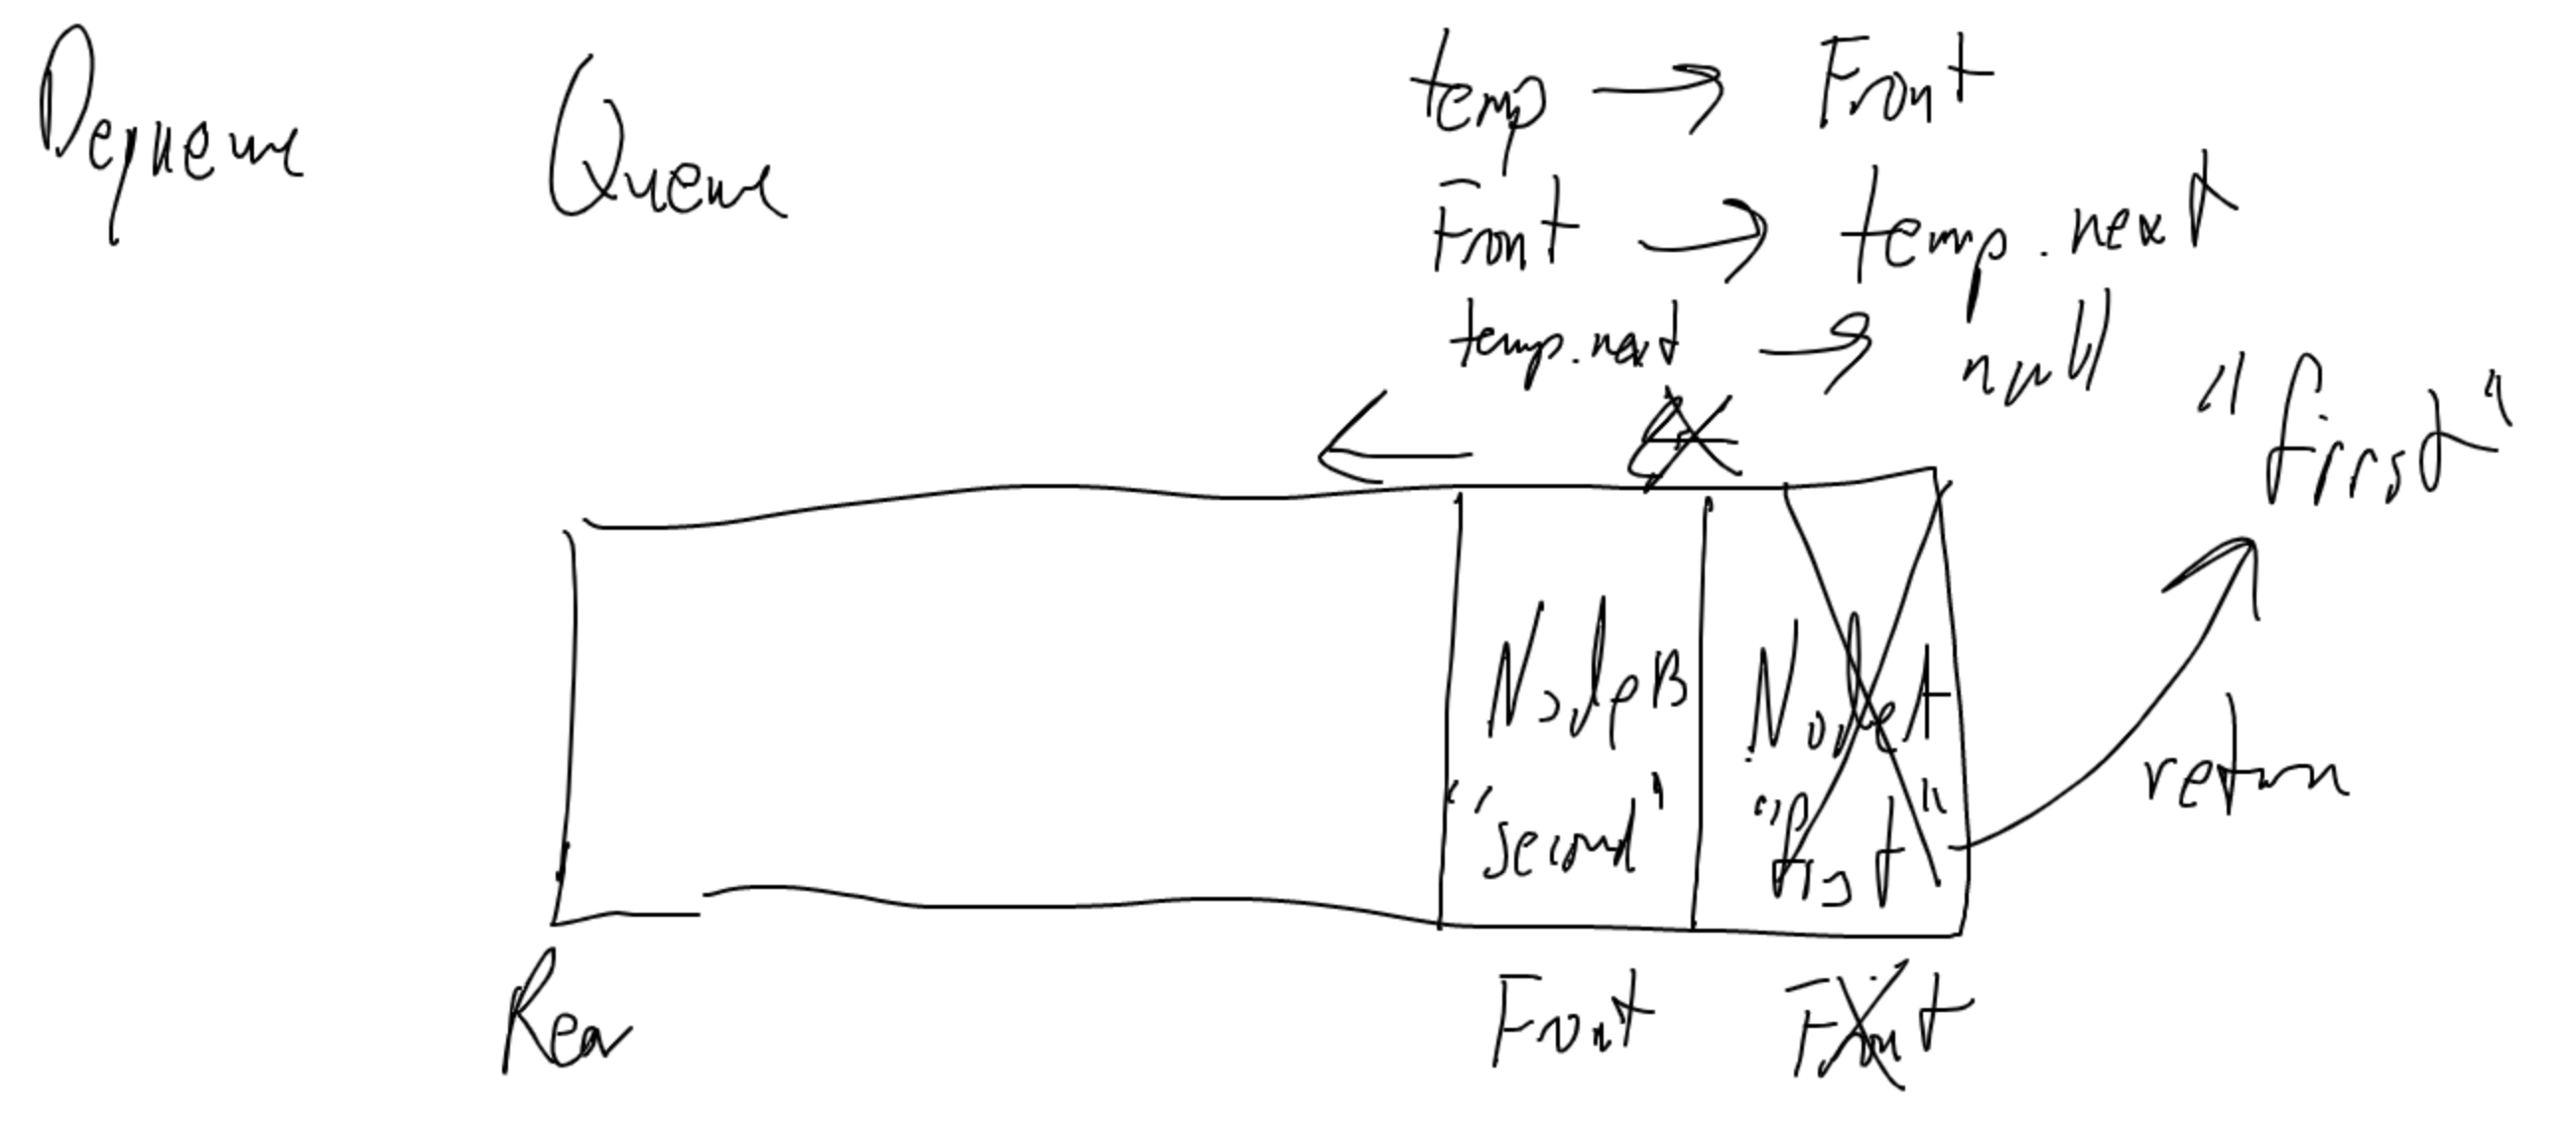 Dequeue
Queue
temp → Front
Front → temp.next
temp.next → null
"first"
NodeB
"second"
NodeA
"first"
return
Rear
Front
Front